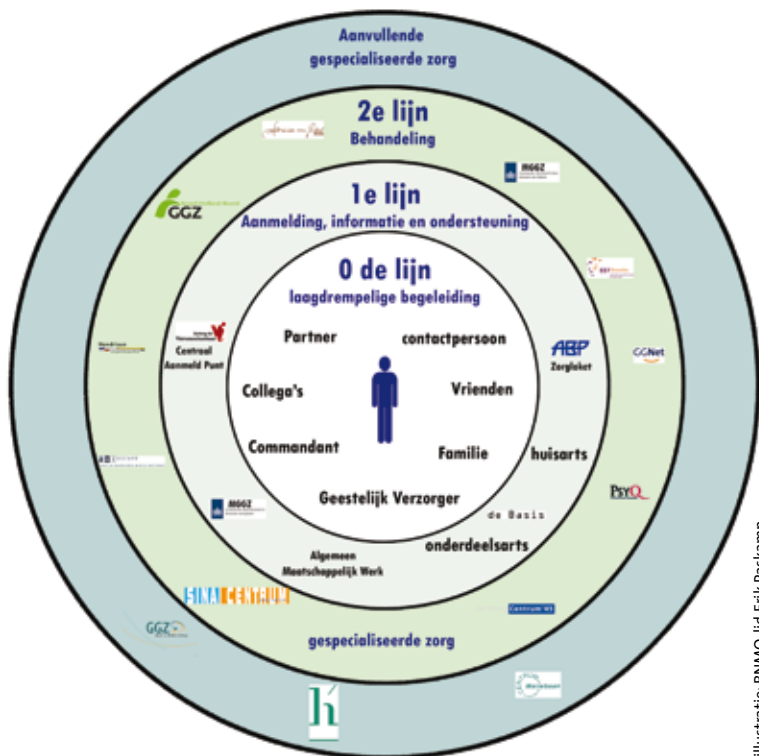 Aanvullende
gespecialiseerde zorg
2e lijn
Behandeling
MGGZ
GGZ
1e lijn
Aanmelding, informatie en ondersteuning
0 de lijn
laagdrempelige begeleiding
Partner
contactpersoon
Centraal
Aanmeld Punt
ABP
Zorgloket
GGNet
Collega's
Vrienden
Commandant
Familie
huisarts
PsyQ
Geestelijk Verzorger
MGGZ
de Basis
onderdeelsarts
Algemeen
Maatschappelijk Werk
SINAI CENTRUM
Centrum 45
GGZ
gespecialiseerde zorg
h
illustratie: BNMO-lid Erik Paskamp